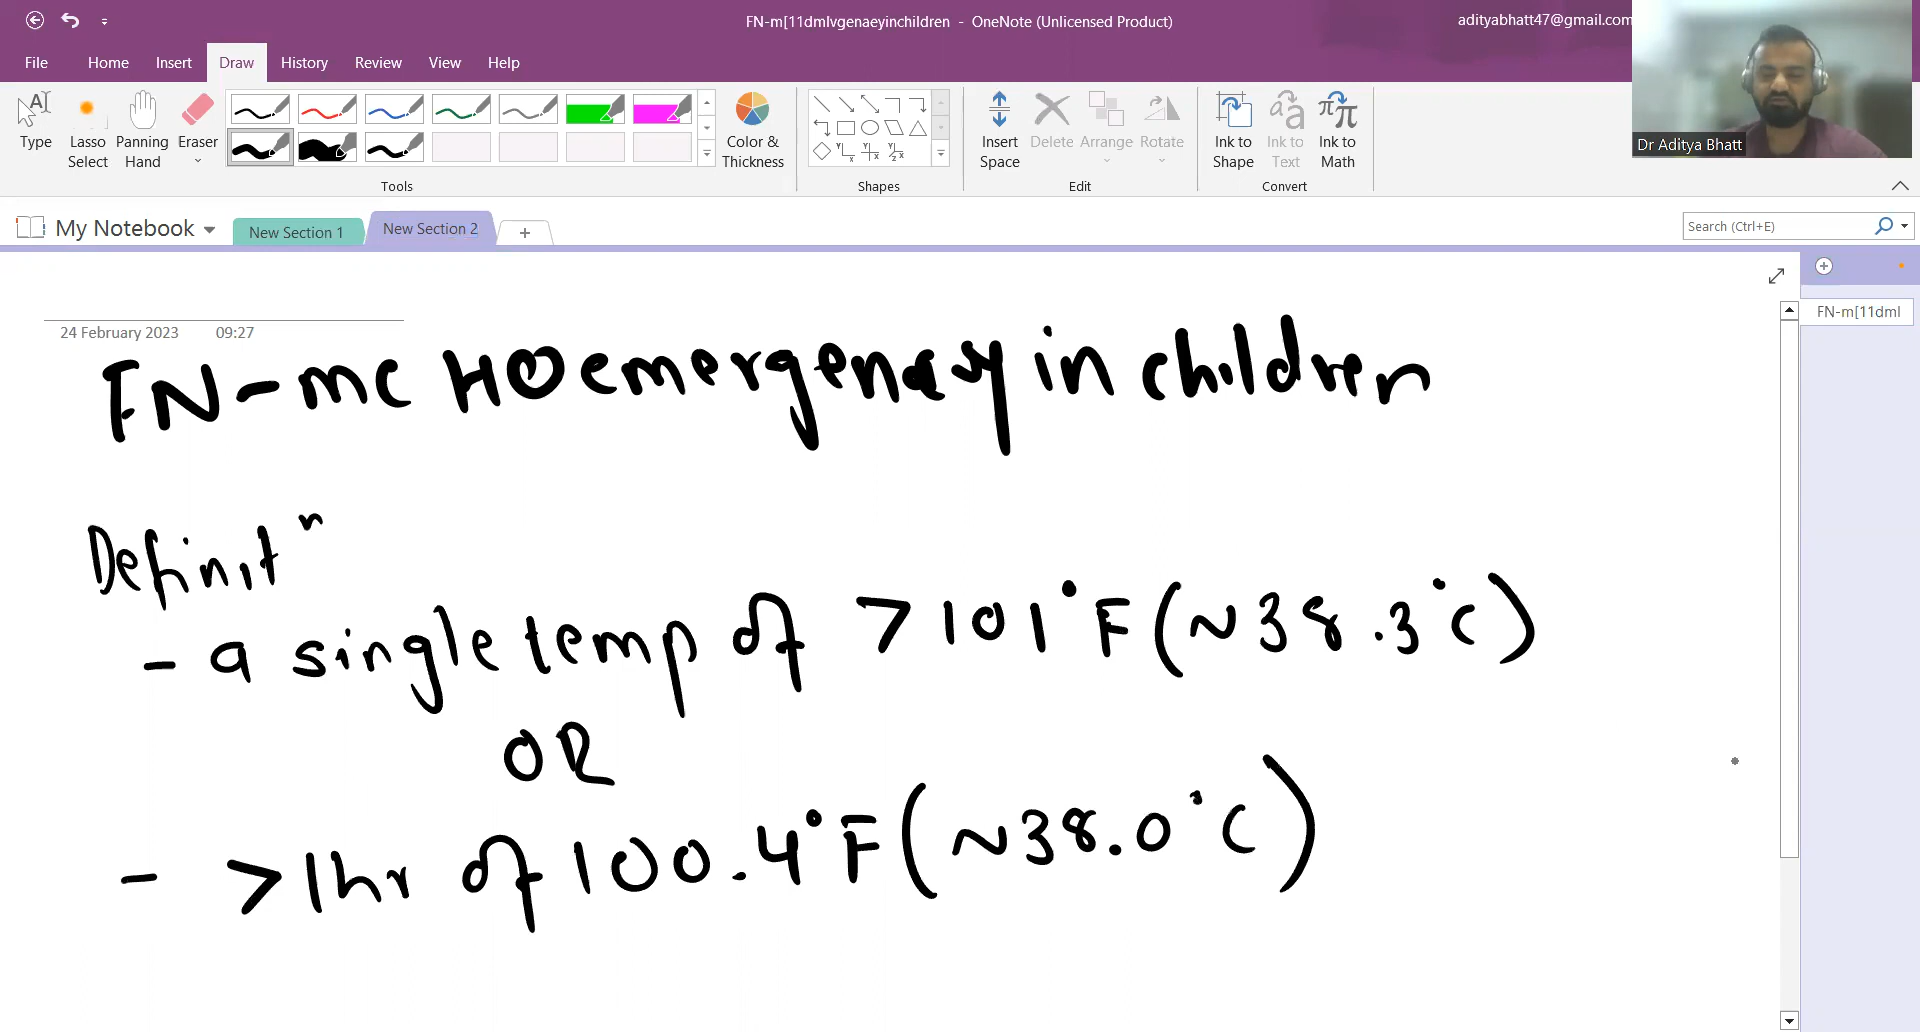 FN-m[11dmlvgenaeyinchildren - OneNote (Unlicensed Product)
adityabhatt47@gmail.com
File Home Insert Draw History Review View Help
Type
Lasso Select
Panning Hand
Eraser
Color & Thickness
Insert Space
Delete
Arrange
Rotate
Ink to Shape
Ink to Text
Ink to Math
Dr Aditya Bhatt
Tools
Shapes
Edit
Convert
My Notebook
New Section 1
New Section 2
Search (Ctrl+E)
FN-m[11dml
24 February 2023 09:27
FN-mc HO emergency in children
Definit n
- a single temp of >101°F (~38.3°C)
OR
- >1hr of 100.4°F (~38.0°C)